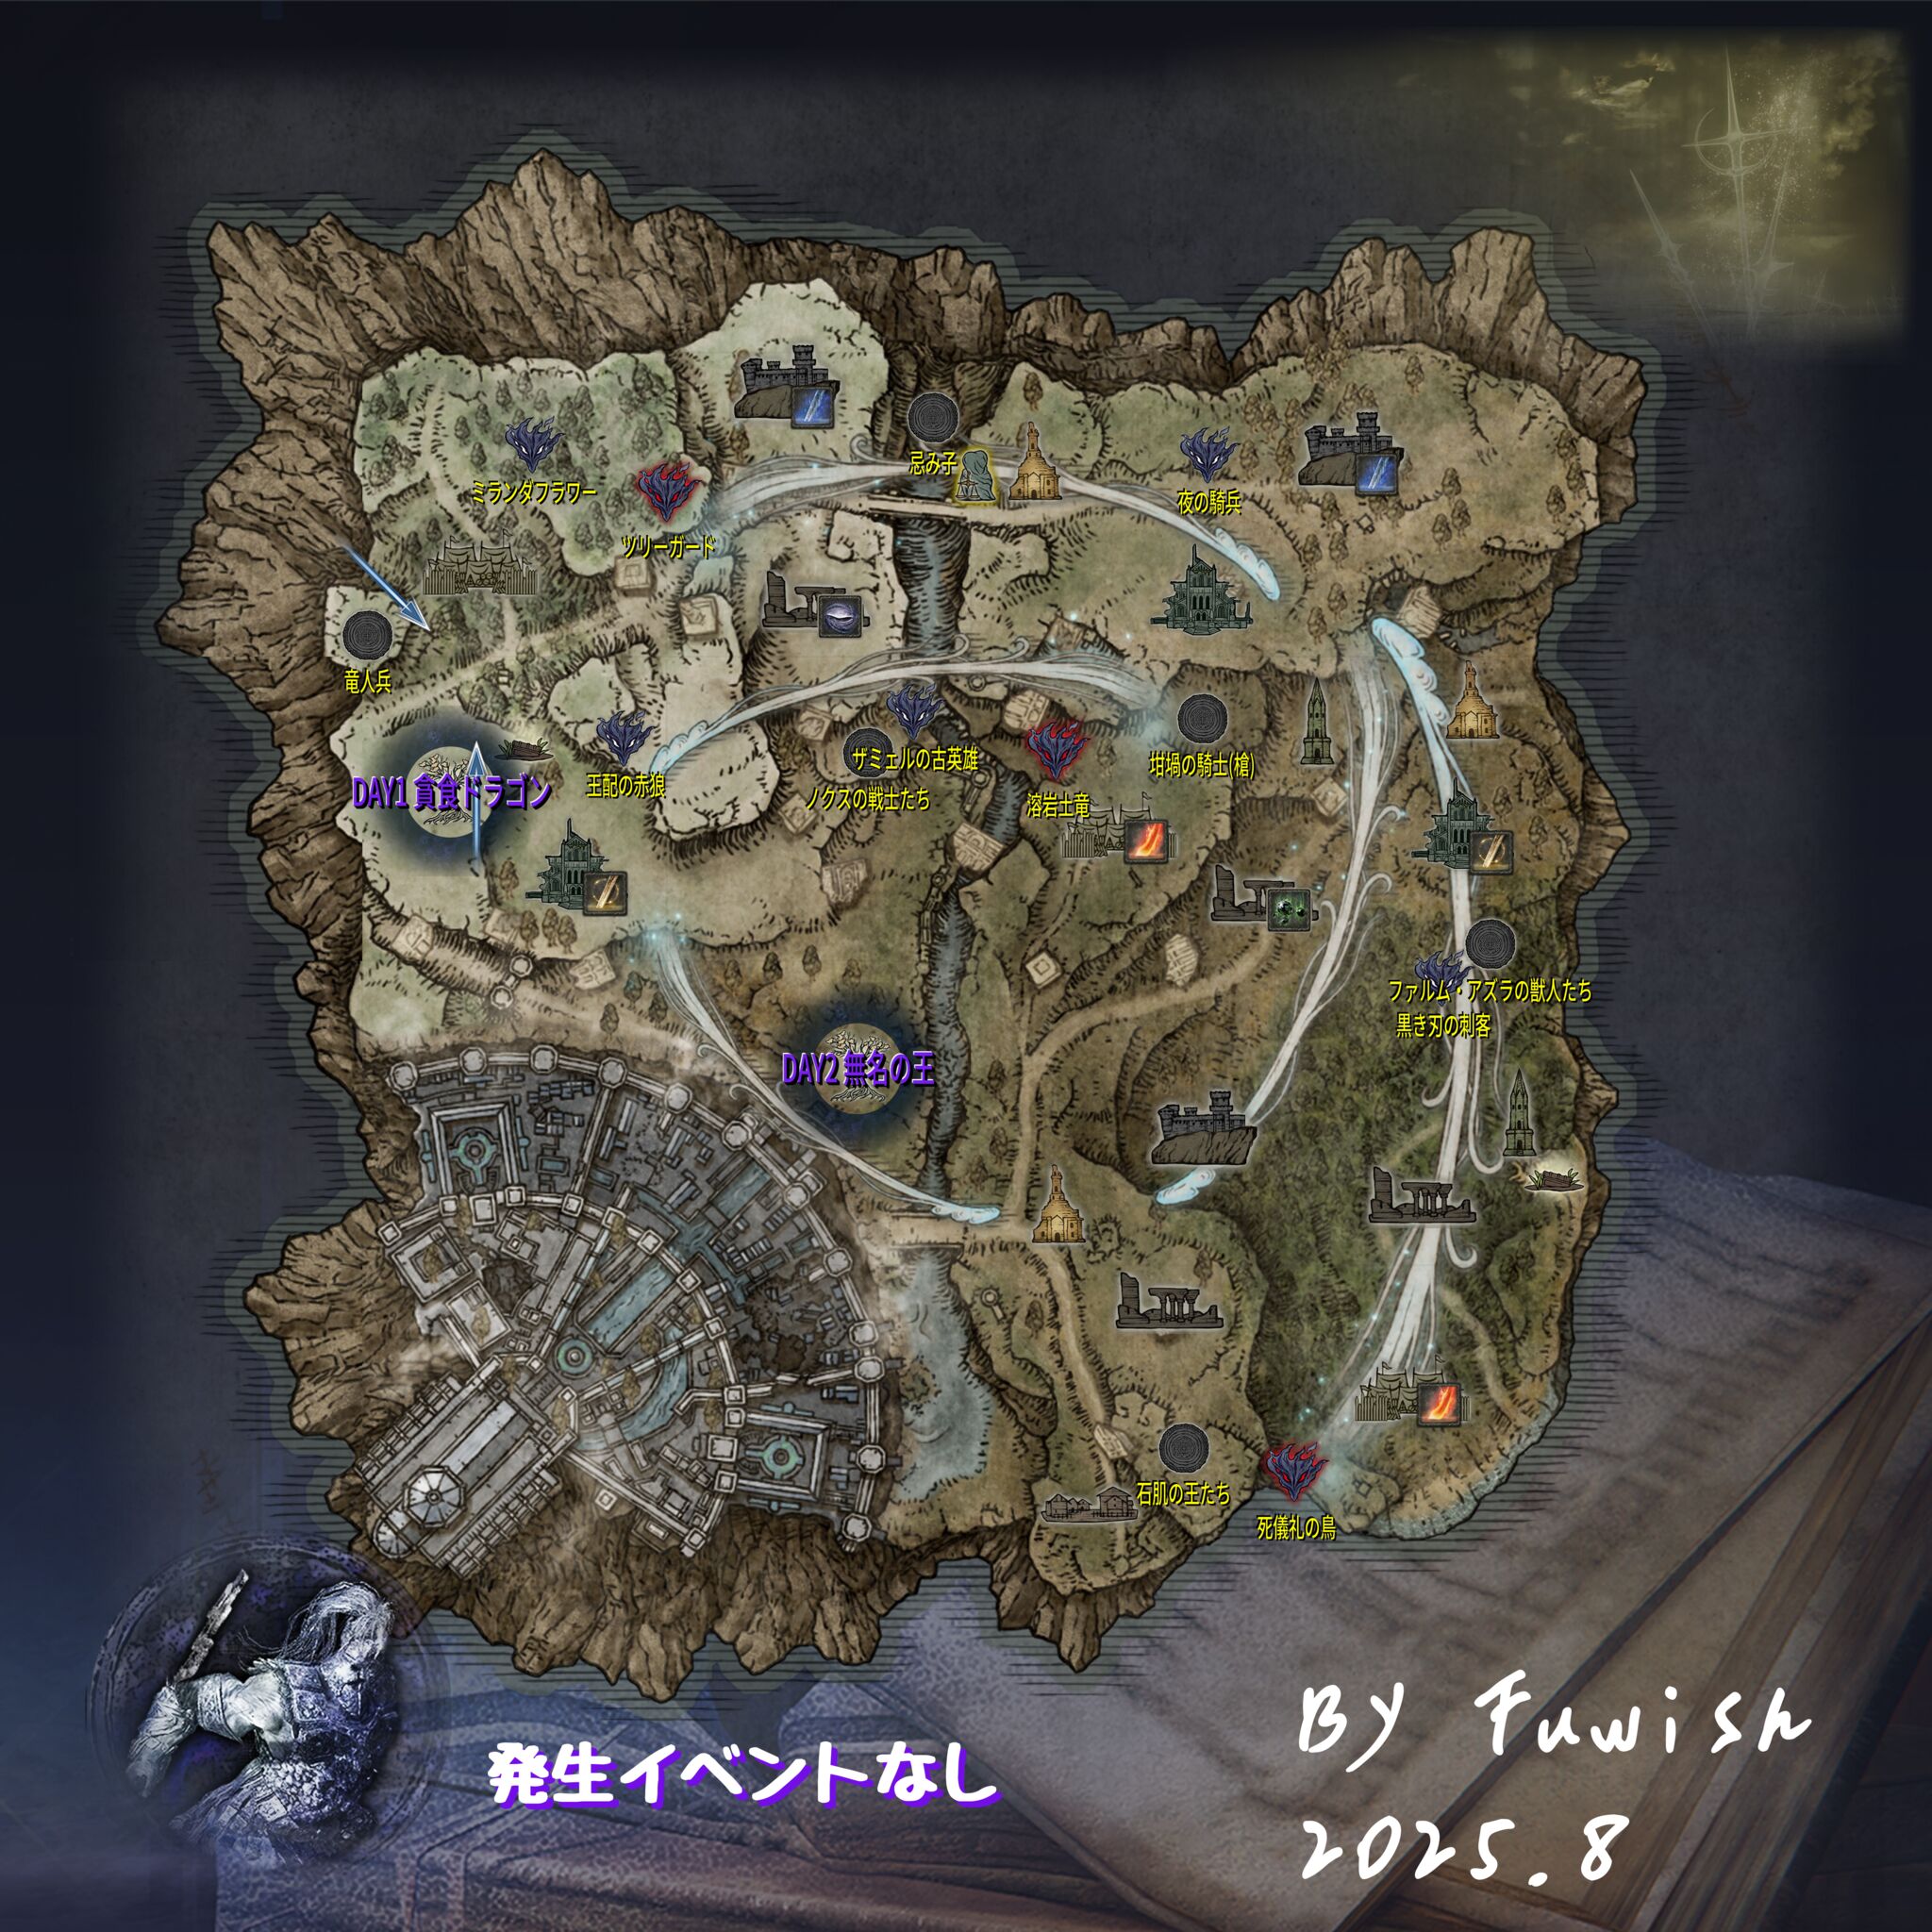 忌み子
ミランダフラワー
夜の騎兵
ツリーガード
竜人兵
ザミェルの古英雄
坩堝の騎士(槍)
王配の赤狼
DAY1 貪食ドラゴン
ノクスの戦士たち
溶岩土竜
ファルム・アズラの獣人たち
黒き刃の刺客
DAY2 無名の王
石肌の王たち
死儀礼の鳥
発生イベントなし
BY Fuwish
2025.8